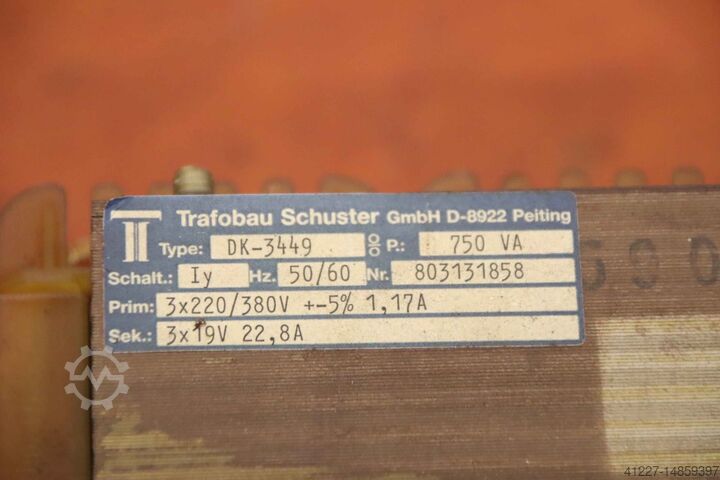 Trafobau Schuster GmbH D-8922 Peiting
Type: DK-3449 P.: 750 VA
Schalt.: Iy Hz. 50/60 Nr. 803131858
Prim: 3x220/380V +-5% 1,17A
Sek.: 3x19V 22,8A
690
41227-14859397